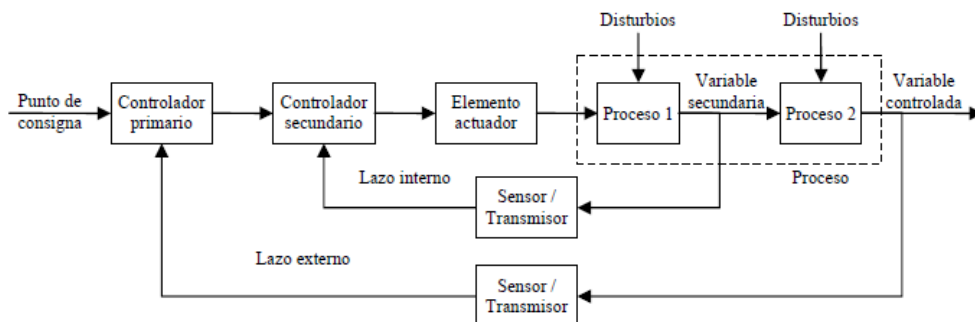 Disturbios
Disturbios
Punto de
consigna
Controlador
primario
Controlador
secundario
Elemento
actuador
Proceso 1
Variable
secundaria
Proceso 2
Variable
controlada
Lazo interno
Sensor /
Transmisor
Proceso
Lazo externo
Sensor /
Transmisor